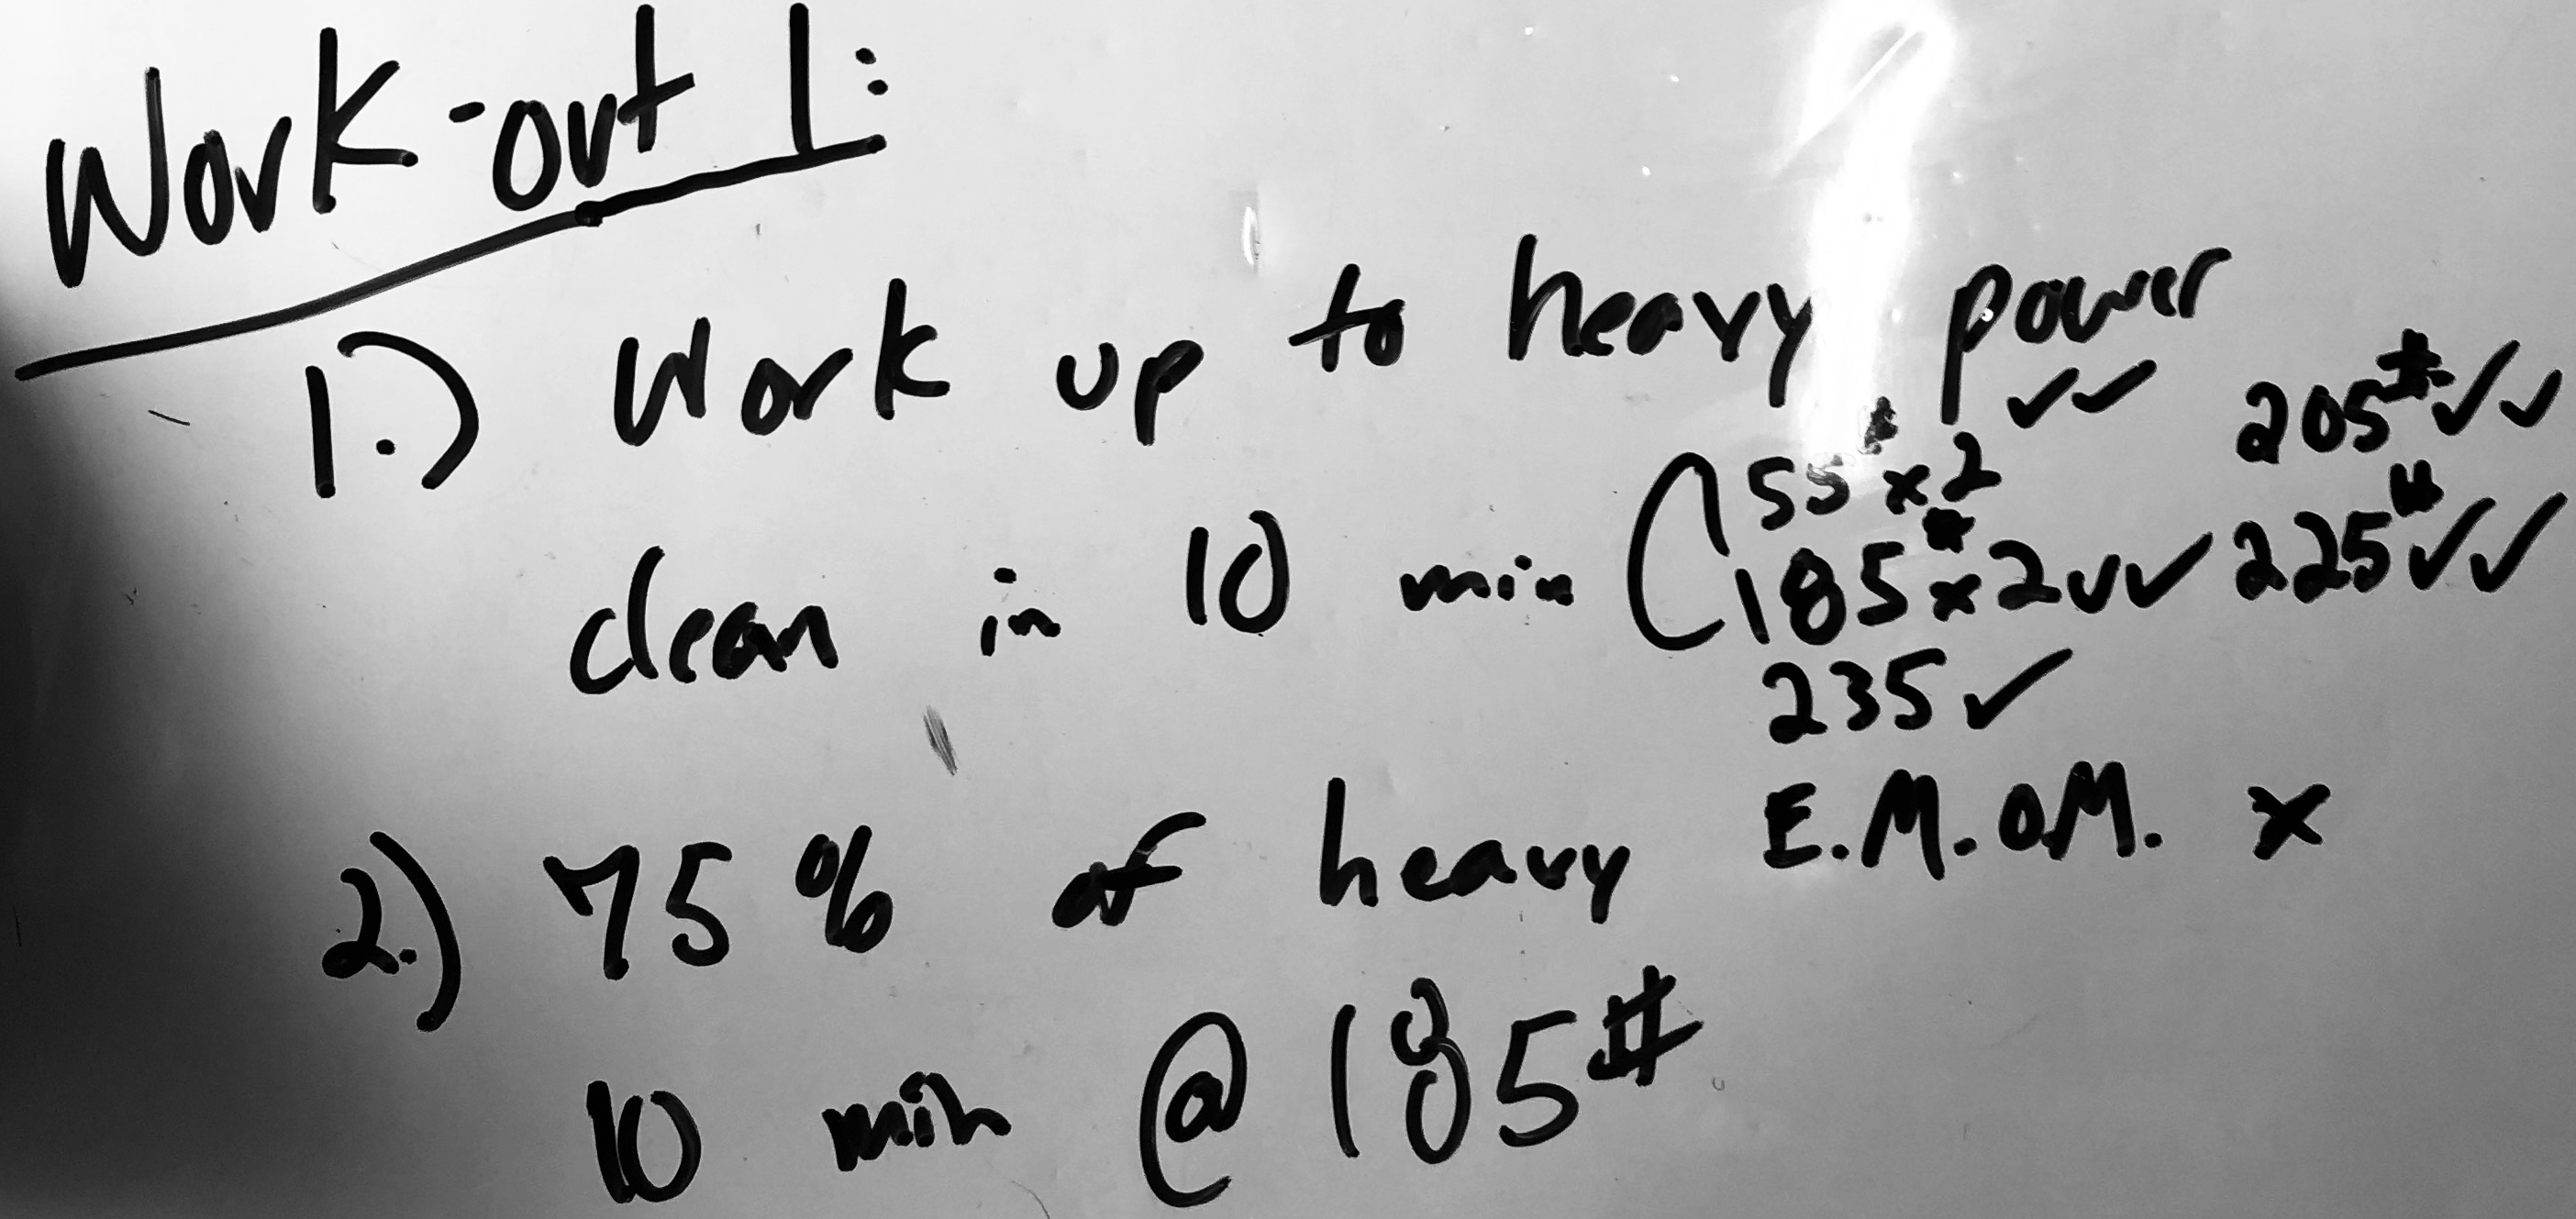 Work-out 1:
1.) Work up to heavy power
clean in 10 min (155# x 2 ✓✓ 205# ✓✓
185# x 2 ✓✓ 225# ✓✓
235 ✓
2.) 75% of heavy E.M.O.M. x
10 min @ 185#